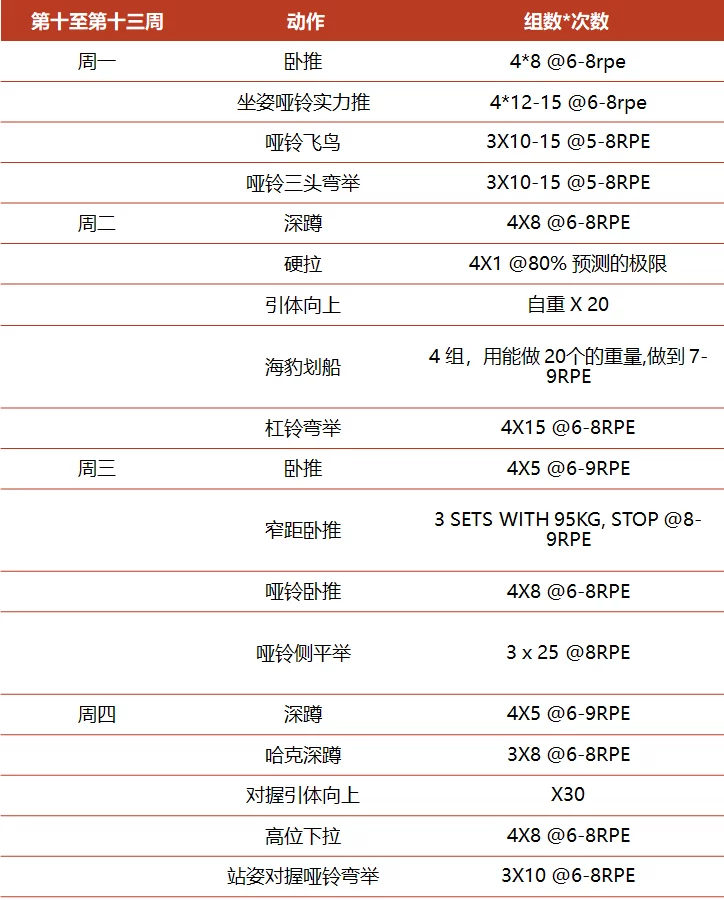 第十至第十三周 动作 组数*次数
周一 卧推 4*8 @6-8rpe
坐姿哑铃实力推 4*12-15 @6-8rpe
哑铃飞鸟 3X10-15 @5-8RPE
哑铃三头弯举 3X10-15 @5-8RPE
周二 深蹲 4X8 @6-8RPE
硬拉 4X1 @80% 预测的极限
引体向上 自重 X 20
海豹划船 4 组，用能做 20个的重量,做到 7-
9RPE
杠铃弯举 4X15 @6-8RPE
周三 卧推 4X5 @6-9RPE
窄距卧推 3 SETS WITH 95KG, STOP @8-
9RPE
哑铃卧推 4X8 @6-8RPE
哑铃侧平举 3 x 25 @8RPE
周四 深蹲 4X5 @6-9RPE
哈克深蹲 3X8 @6-8RPE
对握引体向上 X30
高位下拉 4X8 @6-8RPE
站姿对握哑铃弯举 3X10 @6-8RPE